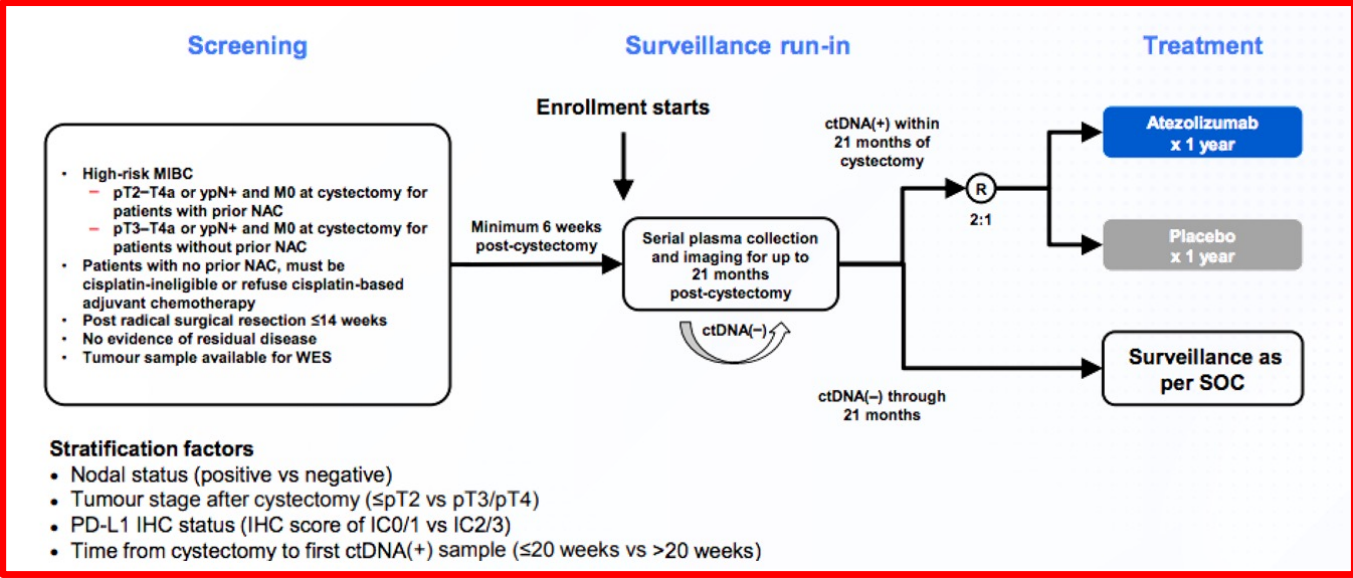 Screening
Surveillance run-in
Treatment
Enrollment starts
• High-risk MIBC
– pT2–T4a or ypN+ and M0 at cystectomy for
patients with prior NAC
– pT3–T4a or ypN+ and M0 at cystectomy for
patients without prior NAC
• Patients with no prior NAC, must be
cisplatin-ineligible or refuse cisplatin-based
adjuvant chemotherapy
• Post radical surgical resection ≤14 weeks
• No evidence of residual disease
• Tumour sample available for WES
Minimum 6 weeks
post-cystectomy
Serial plasma collection
and imaging for up to
21 months
post-cystectomy
ctDNA(–)
ctDNA(+) within
21 months of
cystectomy
R
2:1
Atezolizumab
x 1 year
Placebo
x 1 year
ctDNA(–) through
21 months
Surveillance as
per SOC
Stratification factors
• Nodal status (positive vs negative)
• Tumour stage after cystectomy (≤pT2 vs pT3/pT4)
• PD-L1 IHC status (IHC score of IC0/1 vs IC2/3)
• Time from cystectomy to first ctDNA(+) sample (≤20 weeks vs >20 weeks)